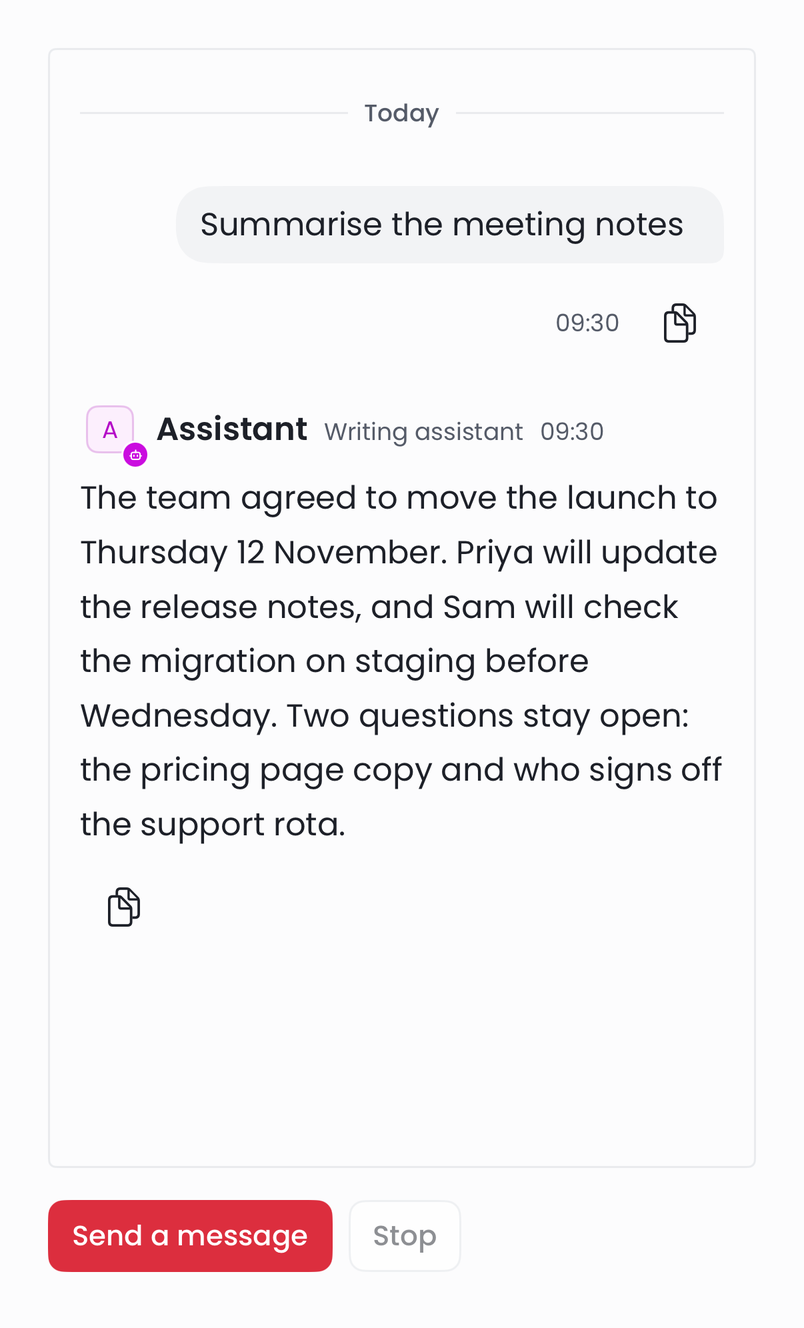 Today
Summarise the meeting notes
09:30
A
Assistant Writing assistant 09:30
The team agreed to move the launch to
Thursday 12 November. Priya will update
the release notes, and Sam will check
the migration on staging before
Wednesday. Two questions stay open:
the pricing page copy and who signs off
the support rota.
Send a message
Stop